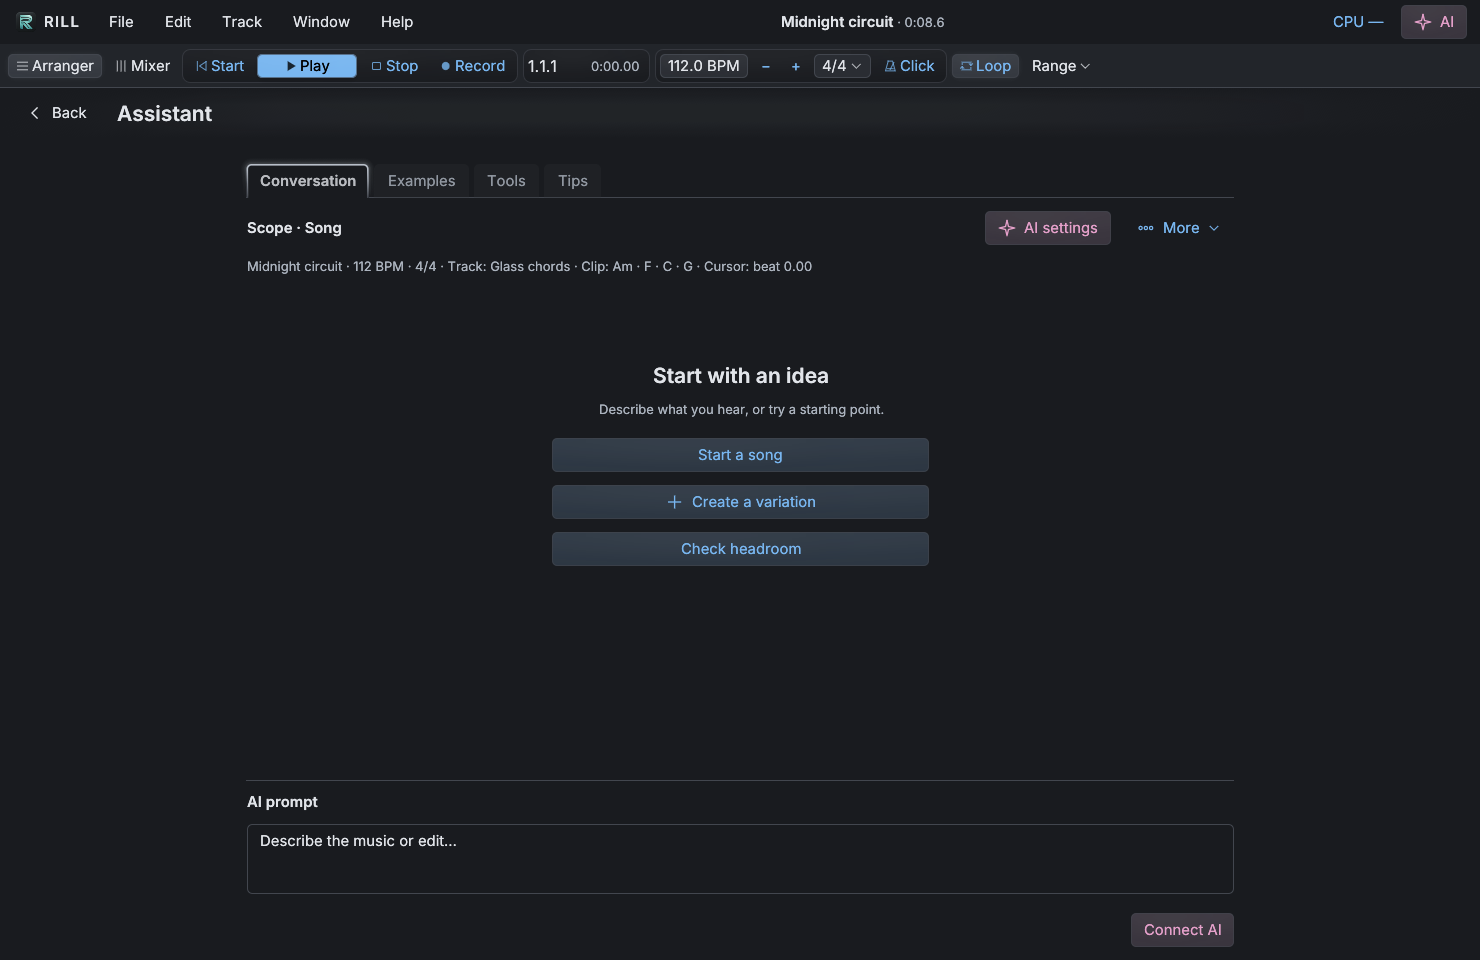 RILL File Edit Track Window Help Midnight circuit · 0:08.6 CPU — AI
Arranger Mixer Start Play Stop Record 1.1.1 0:00.00 112.0 BPM − + 4/4 Click Loop Range
Back Assistant
Conversation Examples Tools Tips
Scope · Song AI settings More
Midnight circuit · 112 BPM · 4/4 · Track: Glass chords · Clip: Am · F · C · G · Cursor: beat 0.00
Start with an idea
Describe what you hear, or try a starting point.
Start a song
Create a variation
Check headroom
AI prompt
Describe the music or edit...
Connect AI